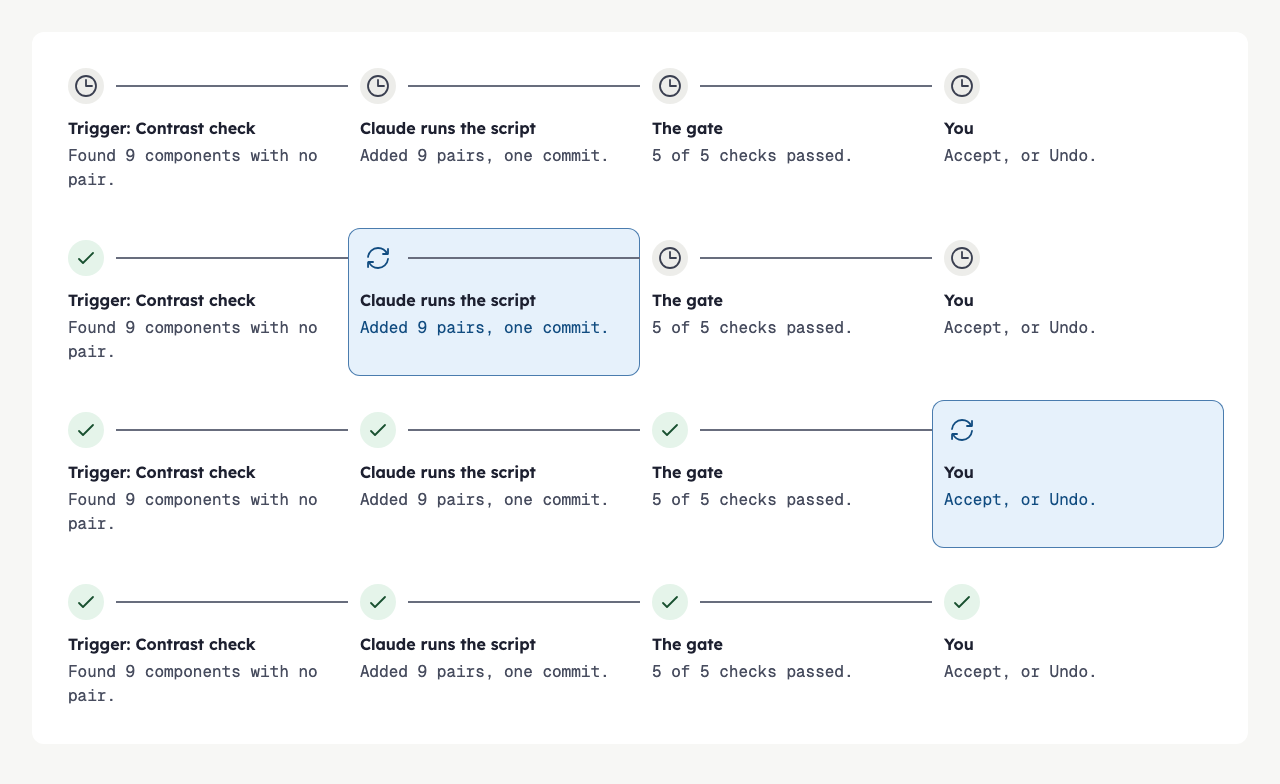 Trigger: Contrast check
Found 9 components with no
pair.
Claude runs the script
Added 9 pairs, one commit.
The gate
5 of 5 checks passed.
You
Accept, or Undo.
Trigger: Contrast check
Found 9 components with no
pair.
Claude runs the script
Added 9 pairs, one commit.
The gate
5 of 5 checks passed.
You
Accept, or Undo.
Trigger: Contrast check
Found 9 components with no
pair.
Claude runs the script
Added 9 pairs, one commit.
The gate
5 of 5 checks passed.
You
Accept, or Undo.
Trigger: Contrast check
Found 9 components with no
pair.
Claude runs the script
Added 9 pairs, one commit.
The gate
5 of 5 checks passed.
You
Accept, or Undo.